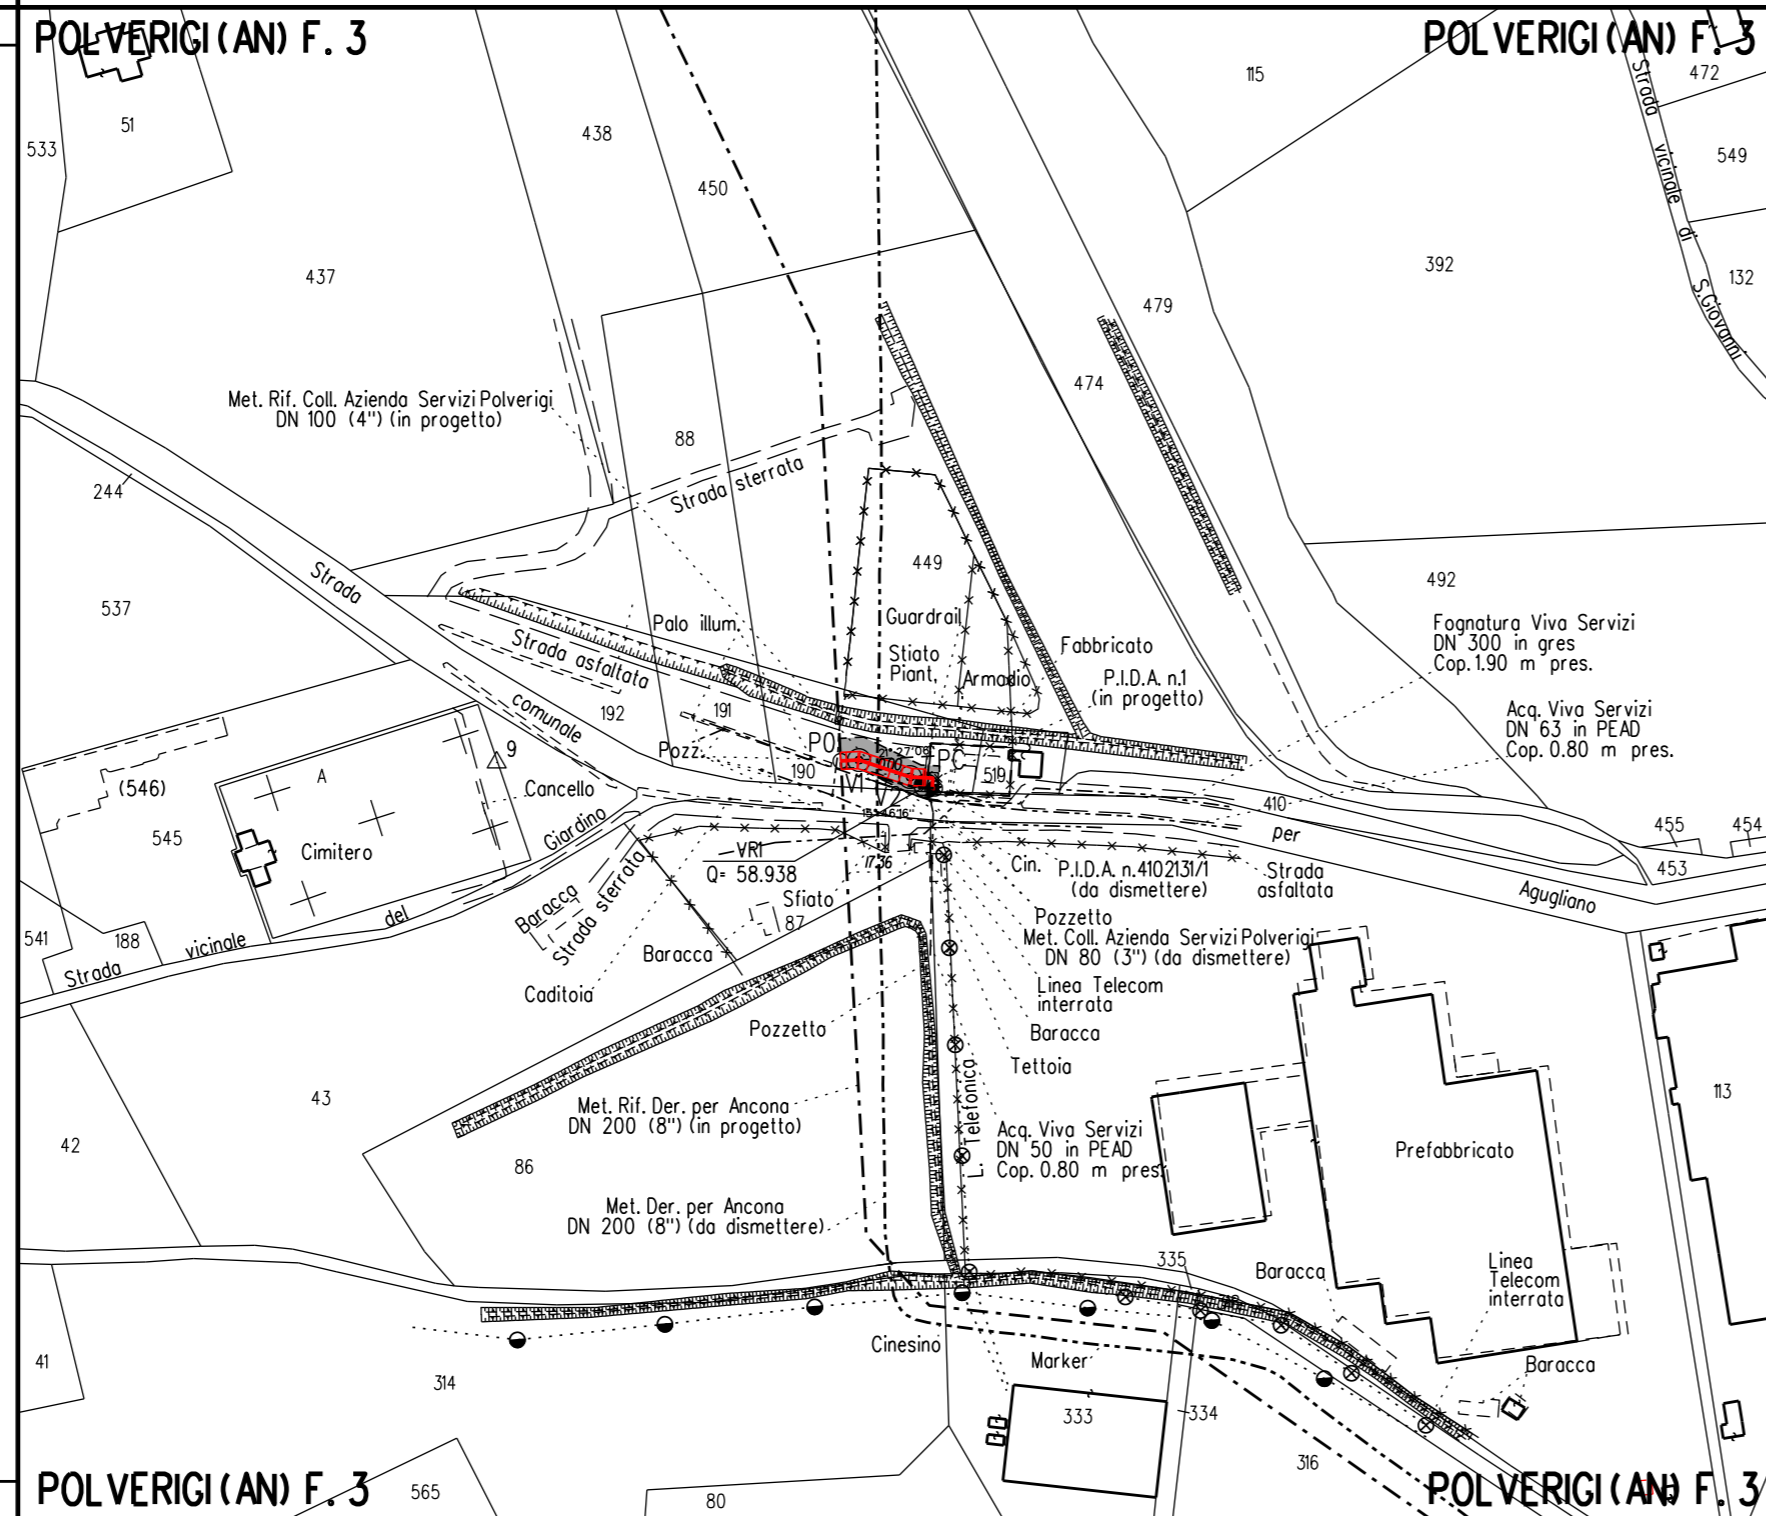 POLVERIGI (AN) F. 3
POLVERIGI (AN) F. 3
51
533
438
450
437
115
472
549
132
392
479
474
Strada vicinale di S.Giovanni
Met. Rif. Coll. Azienda Servizi Polverigi
DN 100 (4") (in progetto)
88
Strada sterrata
244
537
Strada
comunale
449
492
Palo illum.
Guardrail
Stiato
Piant.
Armadio
Fabbricato
P.I.D.A. n.1
(in progetto)
Fognatura Viva Servizi
DN 300 in gres
Cop. 1.90 m pres.
Acq. Viva Servizi
DN 63 in PEAD
Cop. 0.80 m pres.
Strada asfaltata
192
191
Pozz.
190
PC
519
410
per
Agugliano
455
454
453
9
A
(546)
545
Cancello
Cimitero
Giardino
del
vicinale
Strada
541
188
Baracca
Strada sterrata
VR1
Q= 58.938
17.36
Sfiato
87
Baracca
Caditoia
Pozzetto
Cin.
P.I.D.A. n.4102131/1
(da dismettere)
Strada
asfaltata
Pozzetto
Met. Coll. Azienda Servizi Polverigi
DN 80 (3") (da dismettere)
Linea Telecom
interrata
Baracca
Tettoia
43
42
86
Met. Rif. Der. per Ancona
DN 200 (8") (in progetto)
Met. Der. per Ancona
DN 200 (8") (da dismettere)
L. Telefonica
Acq. Viva Servizi
DN 50 in PEAD
Cop. 0.80 m pres.
Prefabbricato
113
335
Baracca
Linea
Telecom
interrata
Baracca
Cinesino
Marker
41
314
333
334
316
565
80
POLVERIGI (AN) F. 3
POLVERIGI (AN) F. 3